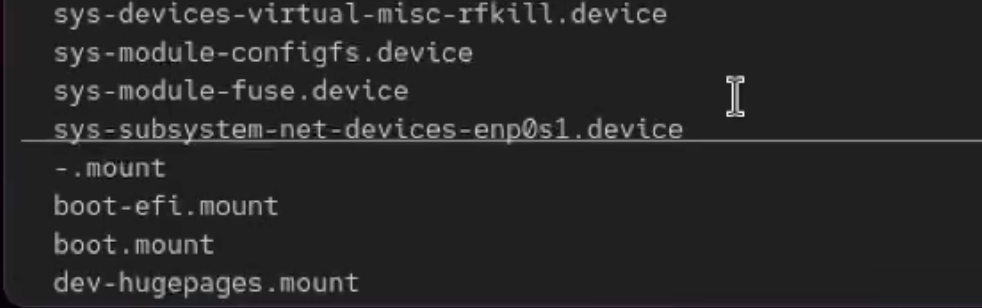 sys-devices-virtual-misc-rfkill.device
sys-module-configfs.device
sys-module-fuse.device
sys-subsystem-net-devices-enp0s1.device
-.mount
boot-efi.mount
boot.mount
dev-hugepages.mount